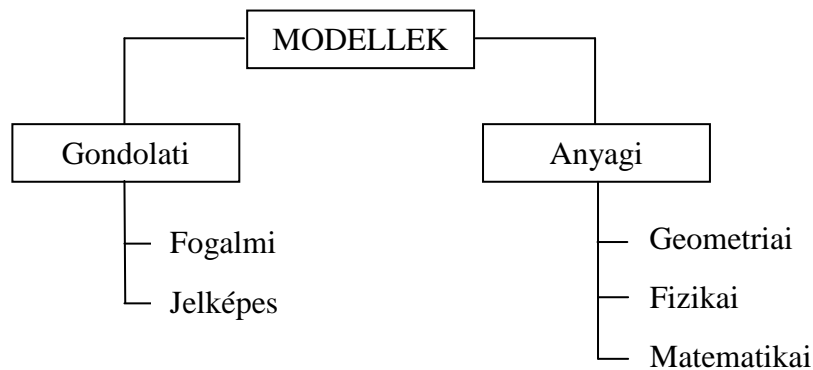 MODELLEK
Gondolati
Anyagi
Fogalmi
Jelképes
Geometriai
Fizikai
Matematikai